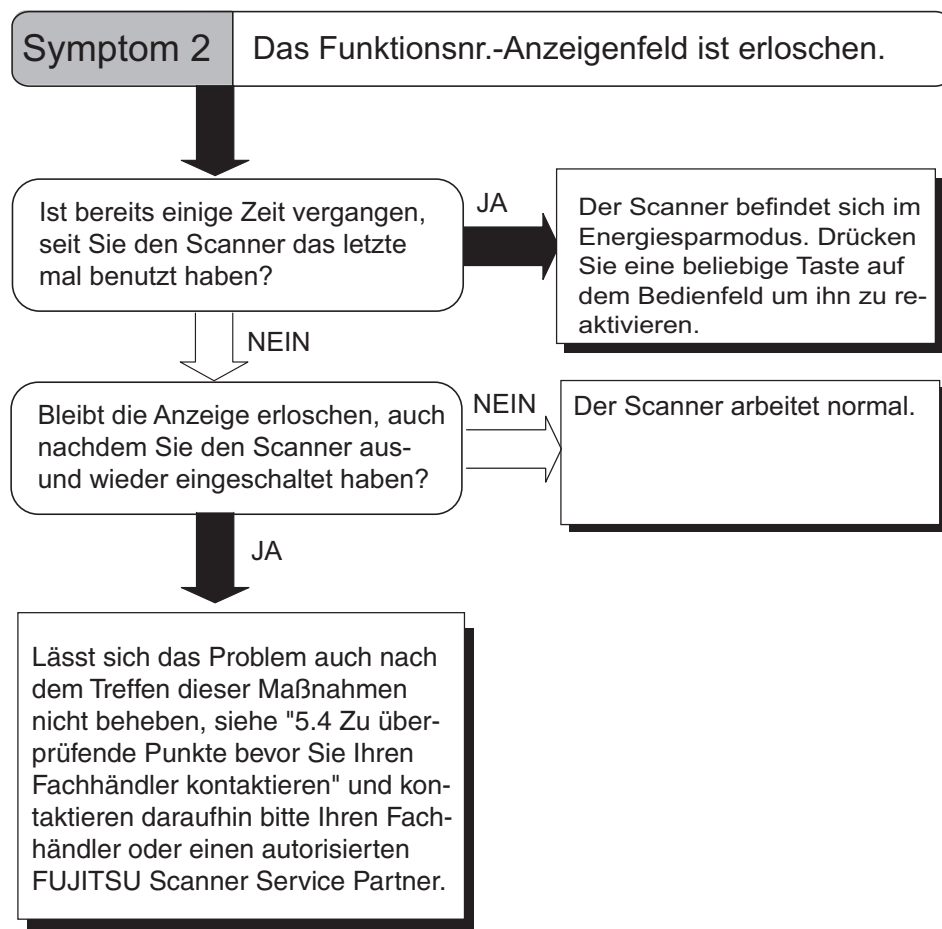 Symptom 2
Das Funktionsnr.-Anzeigenfeld ist erloschen.
Ist bereits einige Zeit vergangen,
seit Sie den Scanner das letzte
mal benutzt haben?
JA
Der Scanner befindet sich im
Energiesparmodus. Drücken
Sie eine beliebige Taste auf
dem Bedienfeld um ihn zu re-
aktivieren.
NEIN
Bleibt die Anzeige erloschen, auch
nachdem Sie den Scanner aus-
und wieder eingeschaltet haben?
NEIN
Der Scanner arbeitet normal.
JA
Lässt sich das Problem auch nach
dem Treffen dieser Maßnahmen
nicht beheben, siehe "5.4 Zu über-
prüfende Punkte bevor Sie Ihren
Fachhändler kontaktieren" und kon-
taktieren daraufhin bitte Ihren Fach-
händler oder einen autorisierten
FUJITSU Scanner Service Partner.